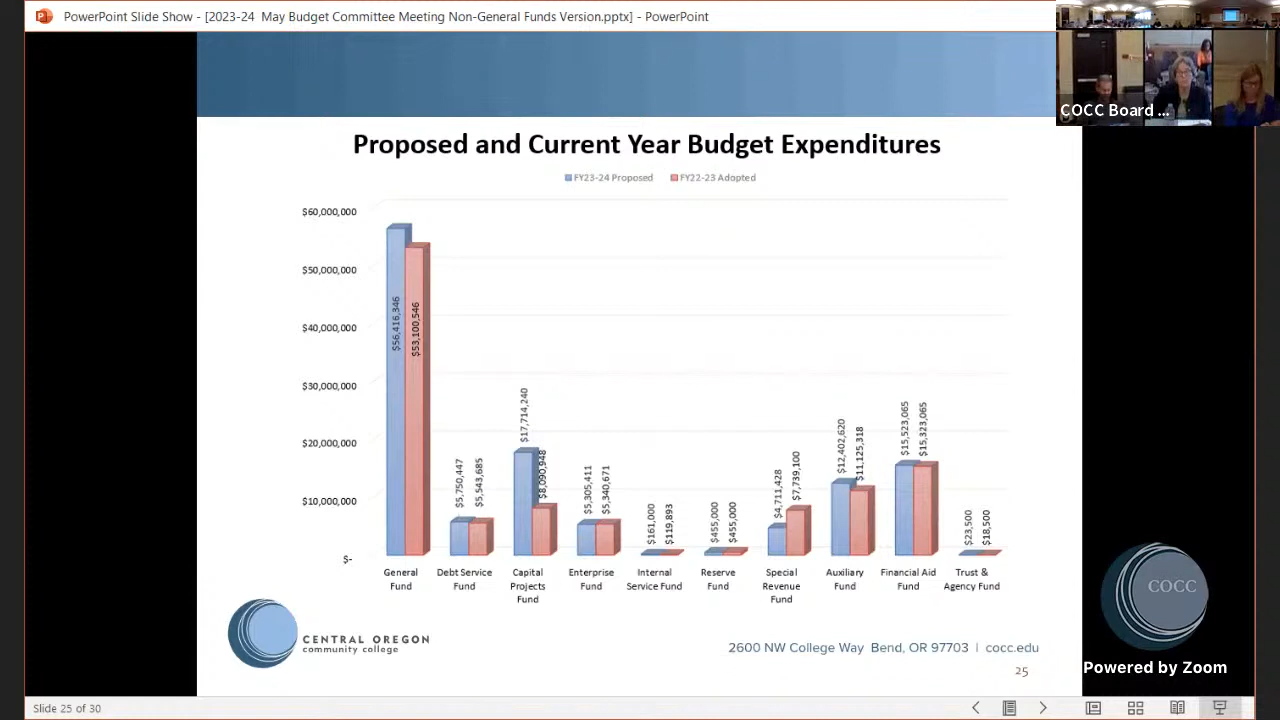 PowerPoint Slide Show - [2023-24 May Budget Committee Meeting Non-General Funds Version.pptx] - PowerPoint
COCC Board ...
Proposed and Current Year Budget Expenditures
FY23-24 Proposed FY22-23 Adopted
$60,000,000
$50,000,000
$40,000,000
$30,000,000
$20,000,000
$10,000,000
$-
$56,416,346
$53,100,546
$5,750,447
$5,543,685
$17,714,240
$8,090,948
$5,305,411
$5,340,671
$161,000
$119,893
$455,000
$455,000
$4,711,428
$7,739,100
$12,402,620
$11,125,318
$15,523,065
$15,323,065
$23,500
$18,500
General Fund
Debt Service Fund
Capital Projects Fund
Enterprise Fund
Internal Service Fund
Reserve Fund
Special Revenue Fund
Auxiliary Fund
Financial Aid Fund
Trust & Agency Fund
CENTRAL OREGON
community college
2600 NW College Way Bend, OR 97703 | cocc.edu
25
COCC
Powered by Zoom
Slide 25 of 30